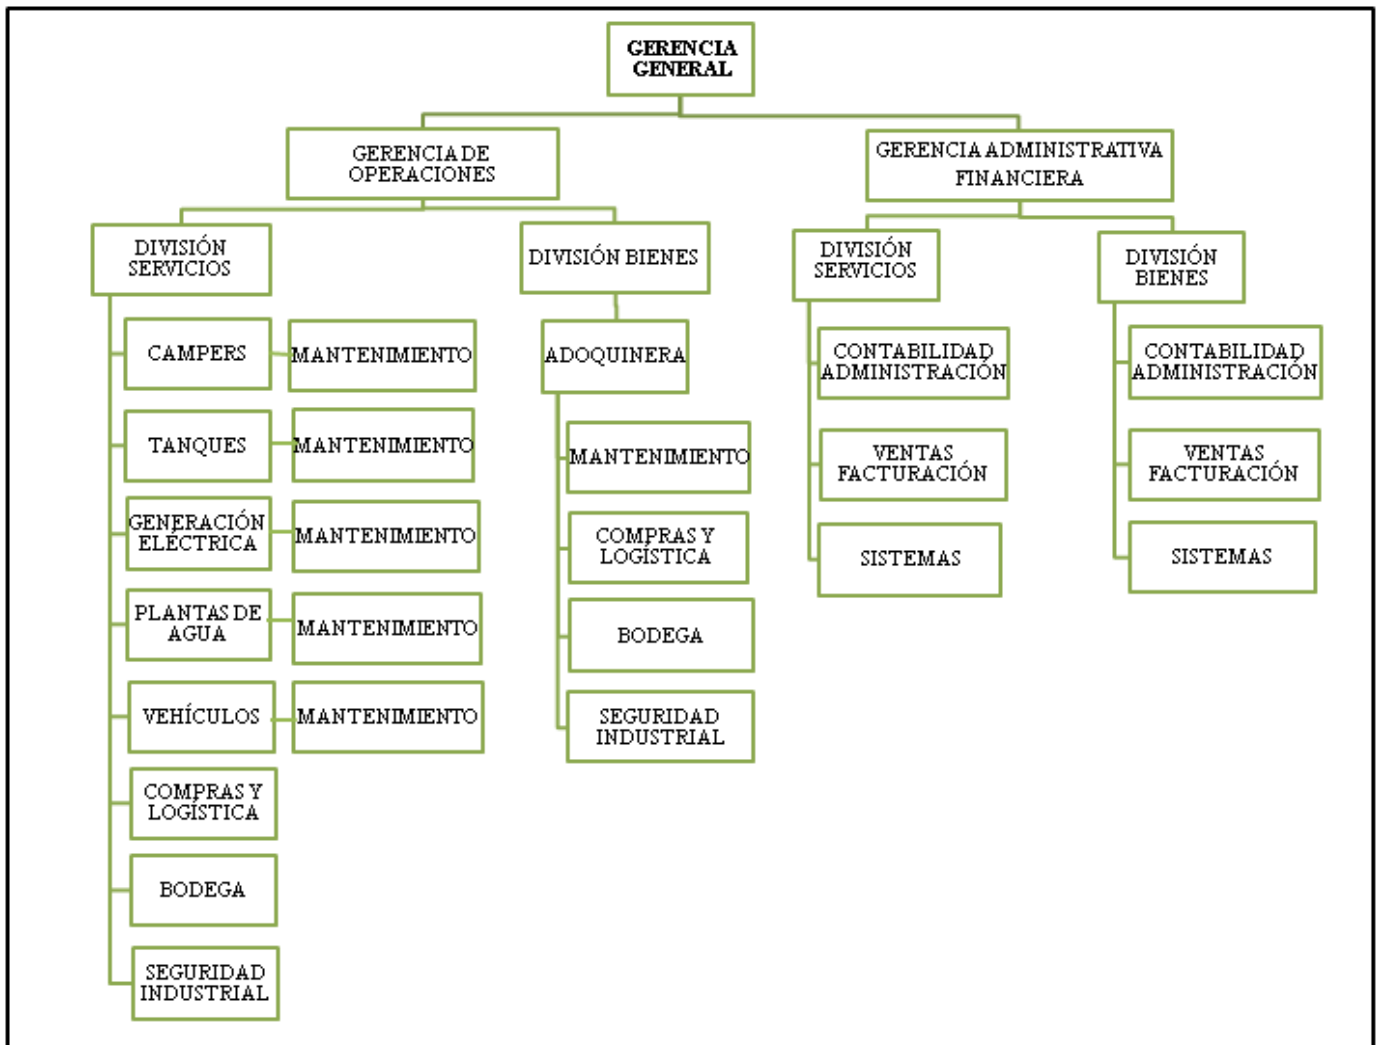 GERENCIA
GENERAL
GERENCIA DE
OPERACIONES
GERENCIA ADMINISTRATIVA
FINANCIERA
DIVISIÓN
SERVICIOS
DIVISIÓN BIENES
DIVISIÓN
SERVICIOS
DIVISIÓN
BIENES
CAMPERS
MANTENIMIENTO
TANQUES
MANTENIMIENTO
GENERACIÓN
ELÉCTRICA
MANTENIMIENTO
PLANTAS DE
AGUA
MANTENIMIENTO
VEHÍCULOS
MANTENIMIENTO
COMPRAS Y
LOGÍSTICA
BODEGA
SEGURIDAD
INDUSTRIAL
ADOQUINERA
MANTENIMIENTO
COMPRAS Y
LOGÍSTICA
BODEGA
SEGURIDAD
INDUSTRIAL
CONTABILIDAD
ADMINISTRACIÓN
VENTAS
FACTURACIÓN
SISTEMAS
CONTABILIDAD
ADMINISTRACIÓN
VENTAS
FACTURACIÓN
SISTEMAS